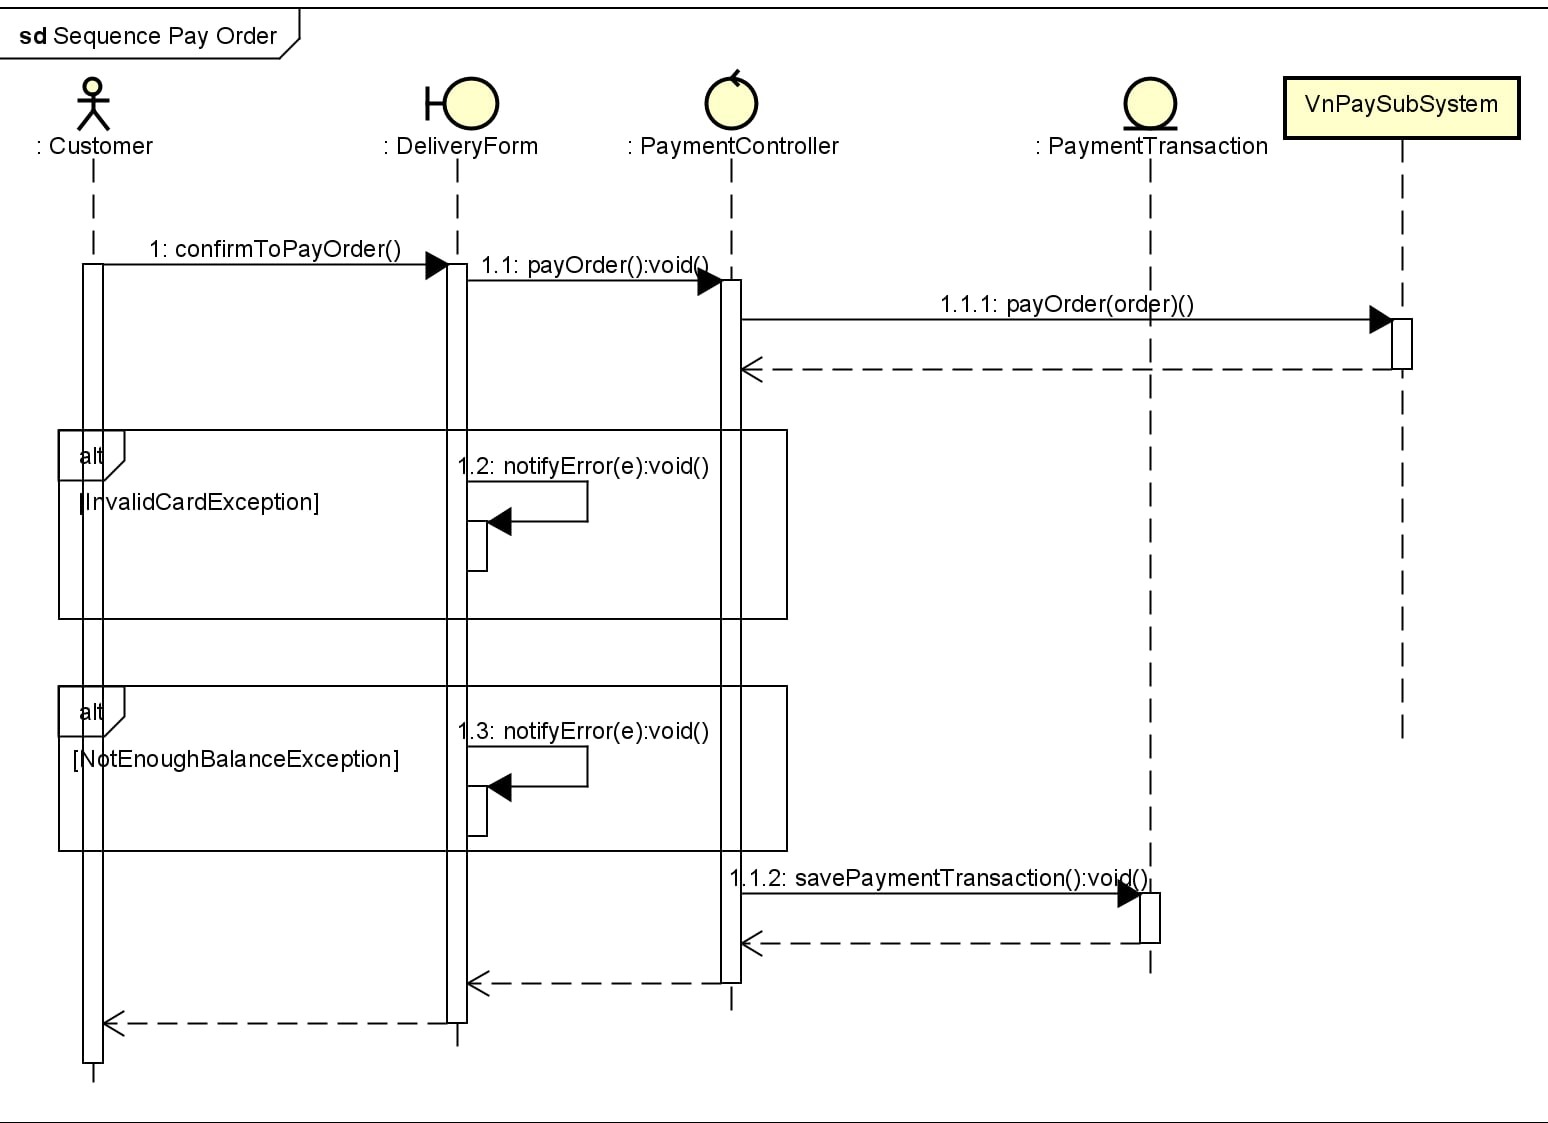 sd Sequence Pay Order
: Customer
: DeliveryForm
: PaymentController
: PaymentTransaction
VnPaySubSystem
1: confirmToPayOrder()
1.1: payOrder():void()
1.1.1: payOrder(order)()
alt
1.2: notifyError(e):void()
[InvalidCardException]
alt
1.3: notifyError(e):void()
[NotEnoughBalanceException]
1.1.2: savePaymentTransaction():void()